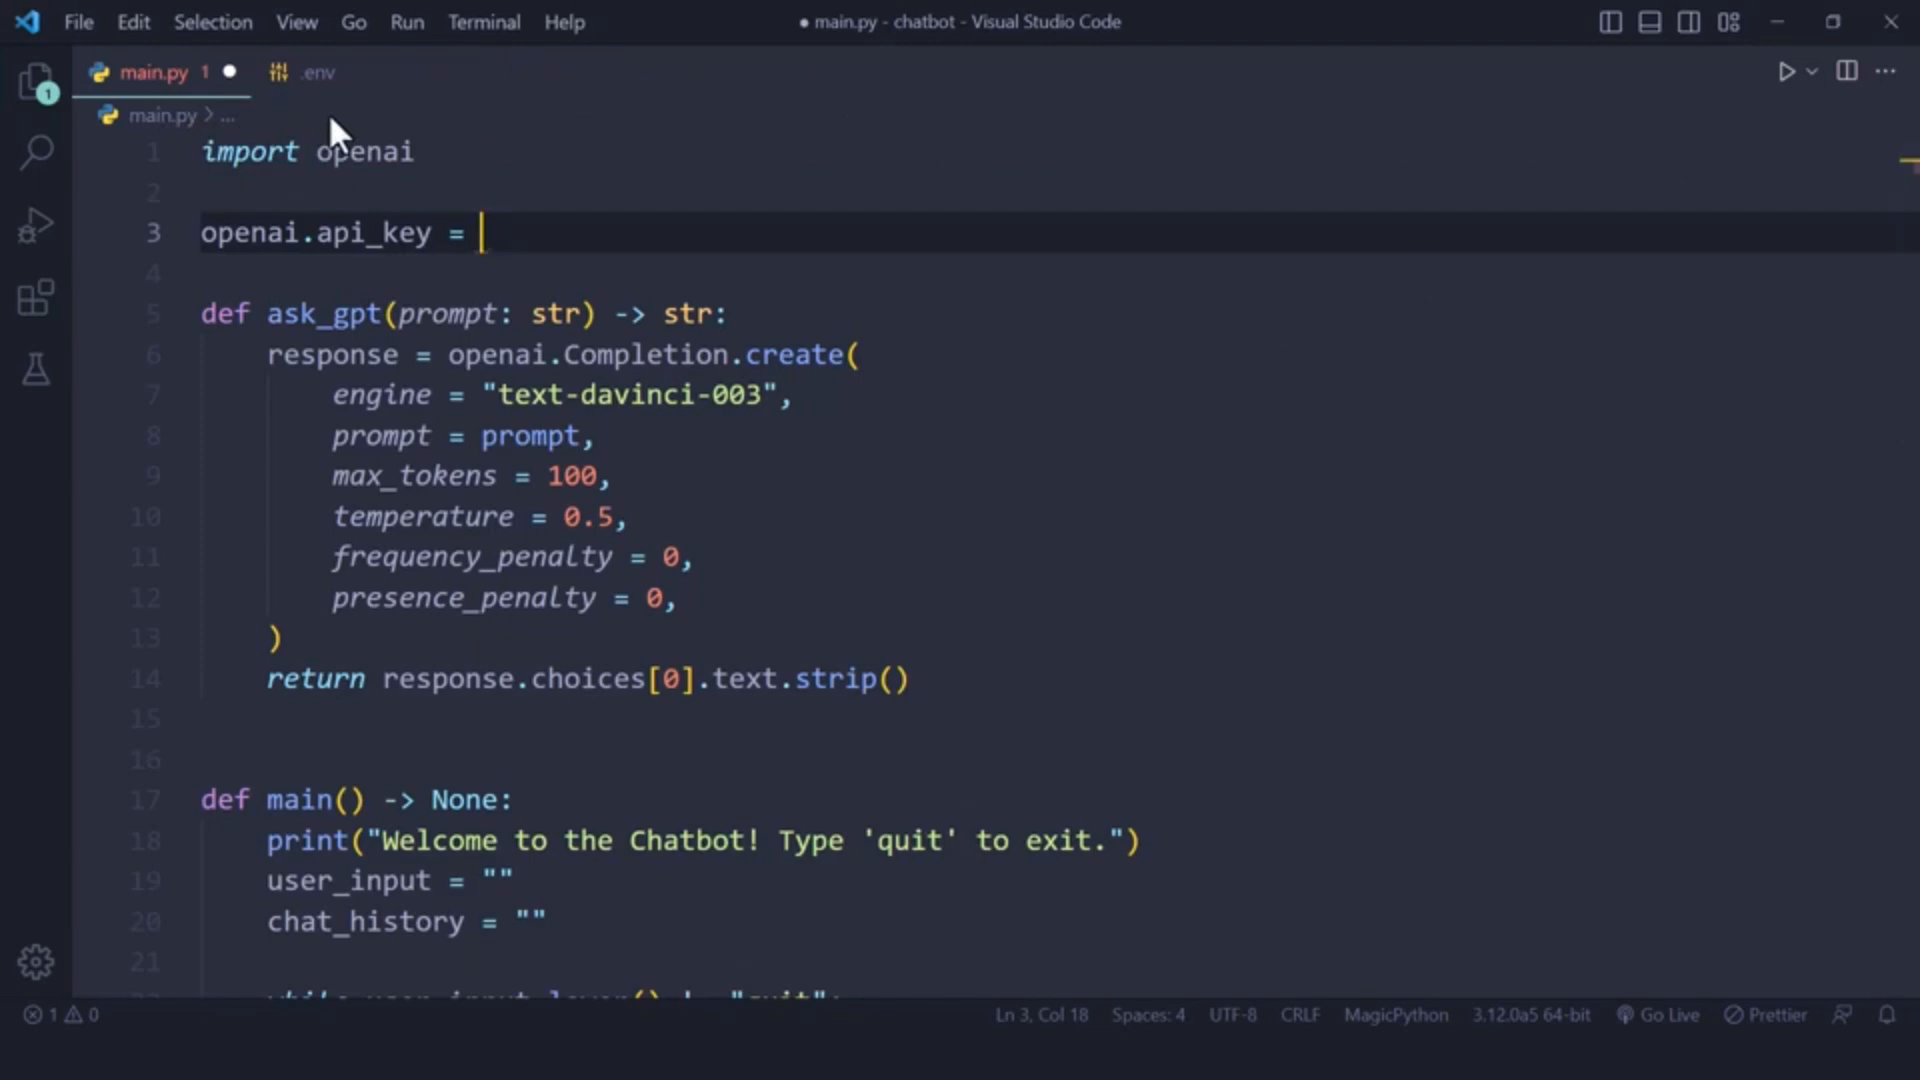 File Edit Selection View Go Run Terminal Help ● main.py - chatbot - Visual Studio Code
main.py 1 .env
1
main.py > ...
1 import openai
2
3 openai.api_key =
4
5 def ask_gpt(prompt: str) -> str:
6 response = openai.Completion.create(
7 engine = "text-davinci-003",
8 prompt = prompt,
9 max_tokens = 100,
10 temperature = 0.5,
11 frequency_penalty = 0,
12 presence_penalty = 0,
13 )
14 return response.choices[0].text.strip()
15
16
17 def main() -> None:
18 print("Welcome to the Chatbot! Type 'quit' to exit.")
19 user_input = ""
20 chat_history = ""
21
1 0 Ln 3, Col 18 Spaces: 4 UTF-8 CRLF MagicPython 3.12.0a5 64-bit Go Live Prettier